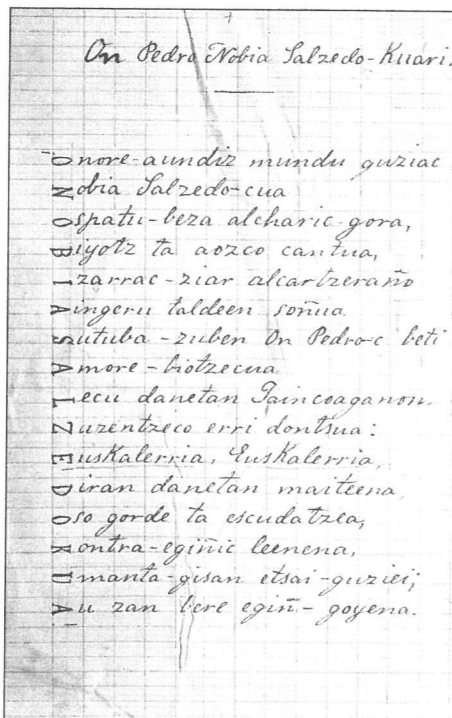 +
On Pedro Nobia Salzedo-Kuari.
Onore-aundiz mundu guziac
Nobia Salzedo-cua
Ospatu-beza alcharic gora,
Biyotz ta aozco cantua,
Izarrac-ziar alcartzeraño
Aingeru taldeen soñua.
Sutuba-zuben On Pedro-c beti
Amore-biotzecua
Lecu danetan Jaincoaganon-
Zuzentzeco erri dontsua:
Euskalerria, Euskalerria,
Diran danetan maiteena,
Oso gorde ta escudatzea,
Kontra-eginic leenena,
Umanta-gisan etsai-guziei;
Au zan bere egiñ-goyena.